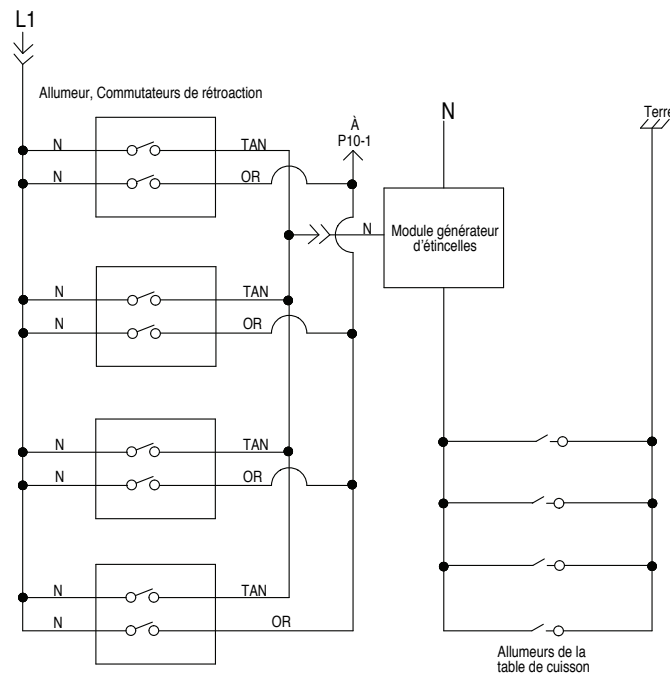 L1
Allumeur, Commutateurs de rétroaction
N
TAN
N
OR
À
P10-1
N
Terre
N
Module générateur
d'étincelles
N
TAN
N
OR
N
TAN
N
OR
N
TAN
N
OR
Allumeurs de la
table de cuisson